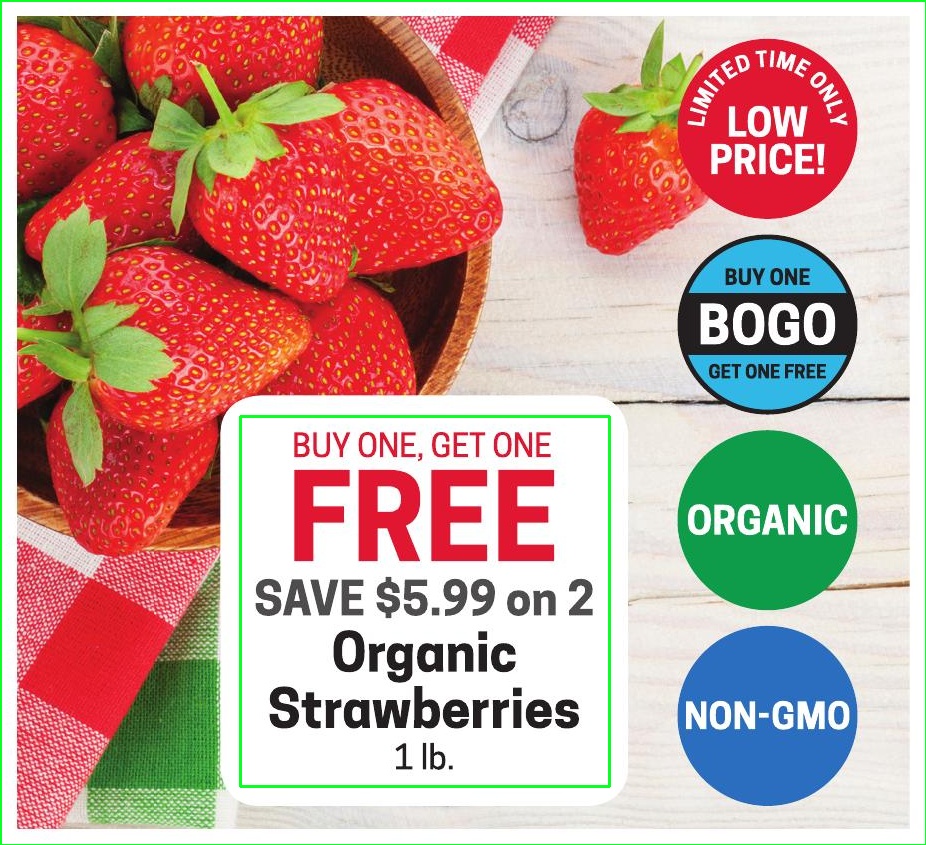 LIMITED TIME ONLY
LOW
PRICE!
BUY ONE
BOGO
GET ONE FREE
ORGANIC
NON-GMO
BUY ONE, GET ONE
FREE
SAVE $5.99 on 2
Organic
Strawberries
1 lb.